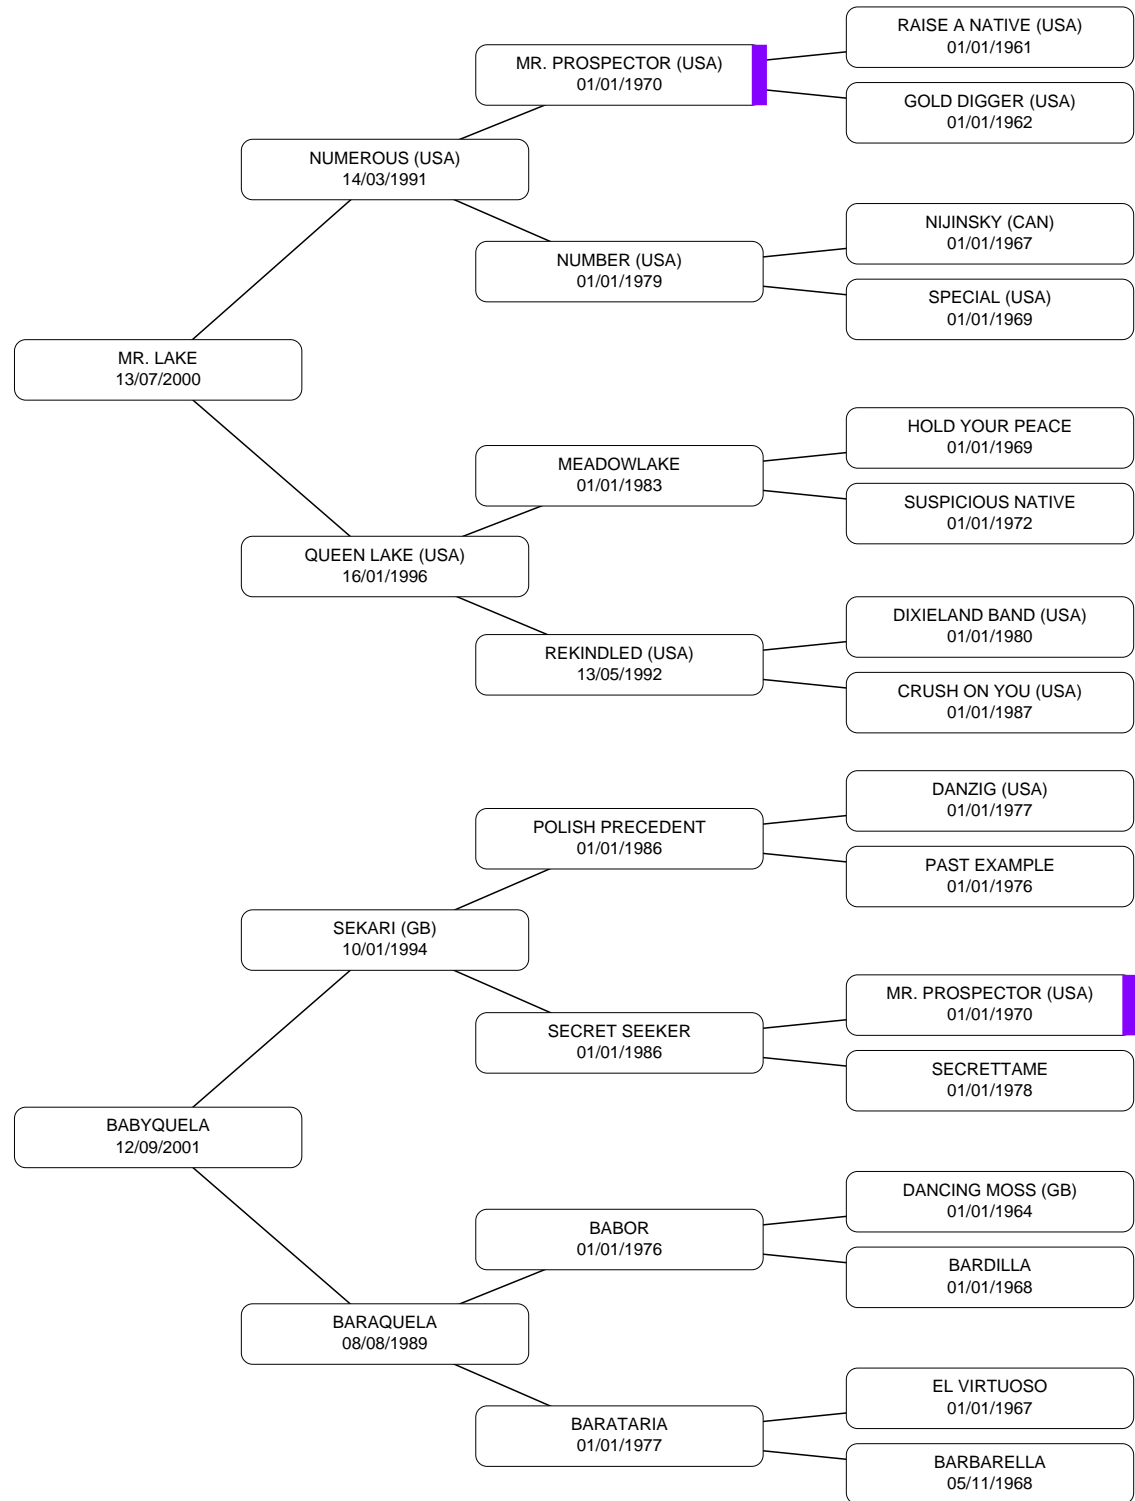 RAISE A NATIVE (USA)
01/01/1961
MR. PROSPECTOR (USA)
01/01/1970
GOLD DIGGER (USA)
01/01/1962
NUMEROUS (USA)
14/03/1991
NIJINSKY (CAN)
01/01/1967
NUMBER (USA)
01/01/1979
SPECIAL (USA)
01/01/1969
MR. LAKE
13/07/2000
HOLD YOUR PEACE
01/01/1969
MEADOWLAKE
01/01/1983
SUSPICIOUS NATIVE
01/01/1972
QUEEN LAKE (USA)
16/01/1996
DIXIELAND BAND (USA)
01/01/1980
REKINDLED (USA)
13/05/1992
CRUSH ON YOU (USA)
01/01/1987
DANZIG (USA)
01/01/1977
POLISH PRECEDENT
01/01/1986
PAST EXAMPLE
01/01/1976
SEKARI (GB)
10/01/1994
MR. PROSPECTOR (USA)
01/01/1970
SECRET SEEKER
01/01/1986
SECRETTAME
01/01/1978
BABYQUELA
12/09/2001
DANCING MOSS (GB)
01/01/1964
BABOR
01/01/1976
BARDILLA
01/01/1968
BARAQUELA
08/08/1989
EL VIRTUOSO
01/01/1967
BARATARIA
01/01/1977
BARBARELLA
05/11/1968